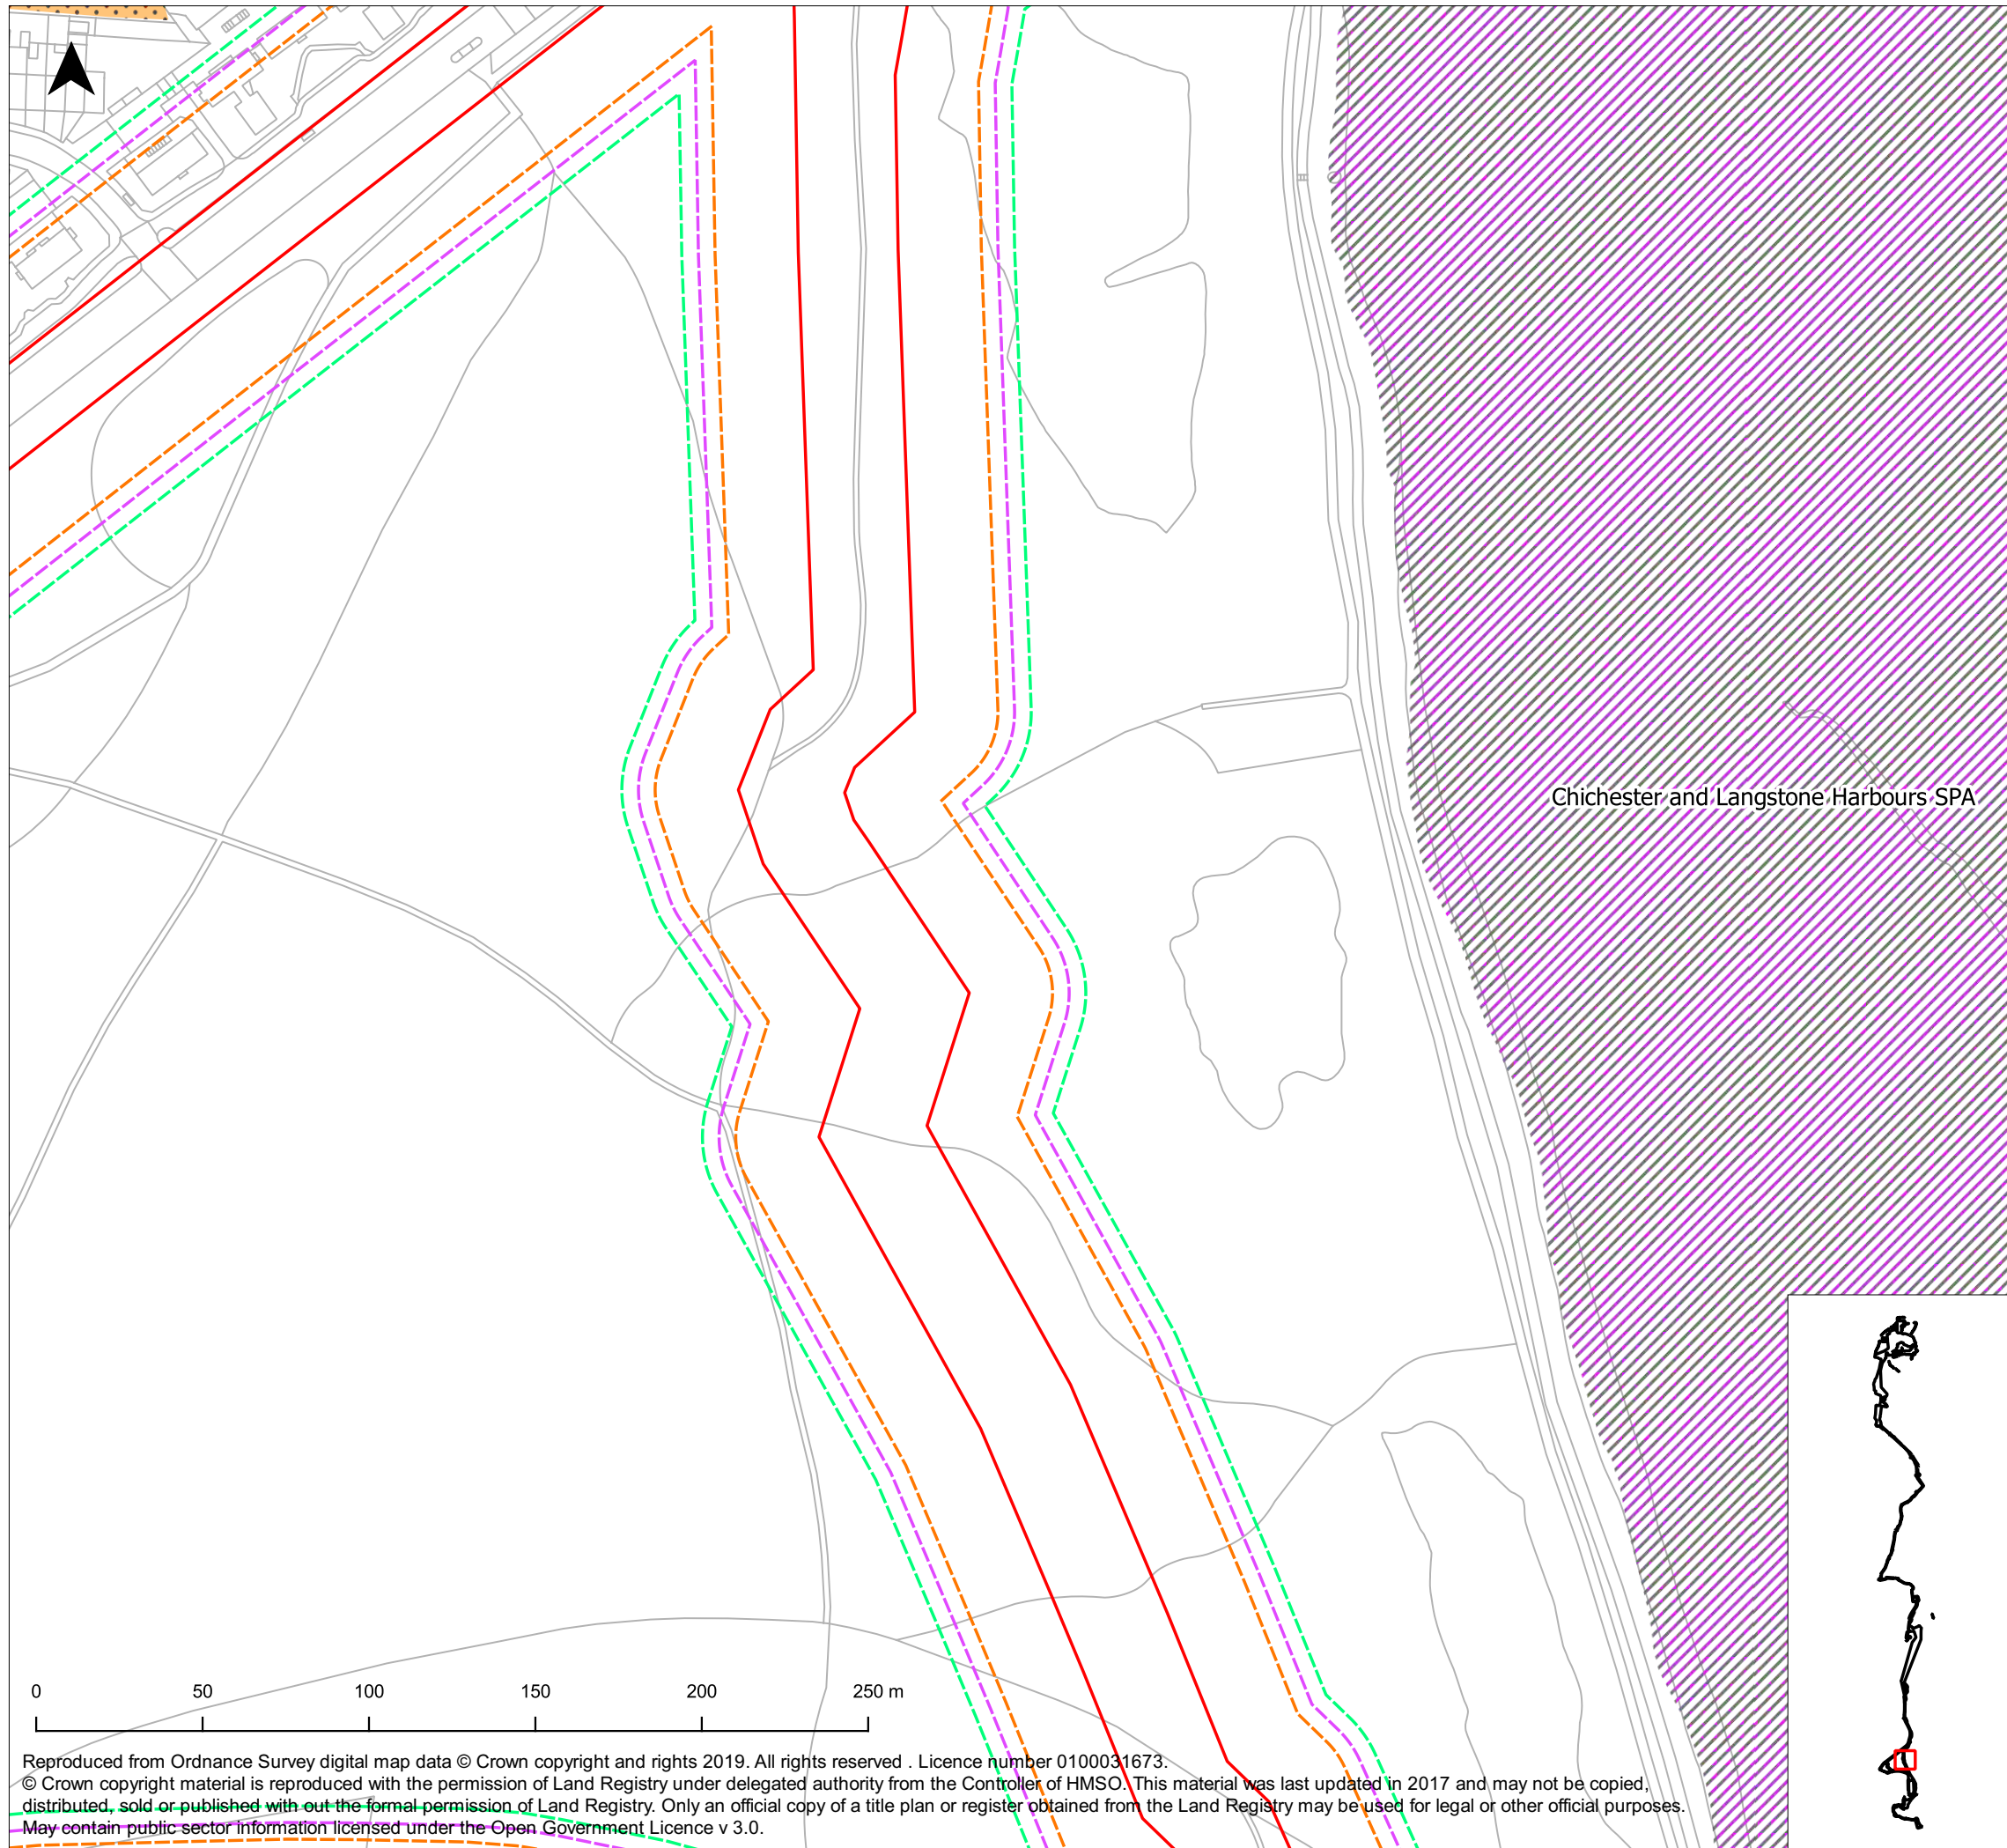 Chichester and Langstone Harbours SPA
0 50 100 150 200 250 m
Reproduced from Ordnance Survey digital map data © Crown copyright and rights 2019. All rights reserved . Licence number 0100031673.
© Crown copyright material is reproduced with the permission of Land Registry under delegated authority from the Controller of HMSO. This material was last updated in 2017 and may not be copied,
distributed, sold or published with out the formal permission of Land Registry. Only an official copy of a title plan or register obtained from the Land Registry may be used for legal or other official purposes.
May contain public sector information licensed under the Open Government Licence v 3.0.